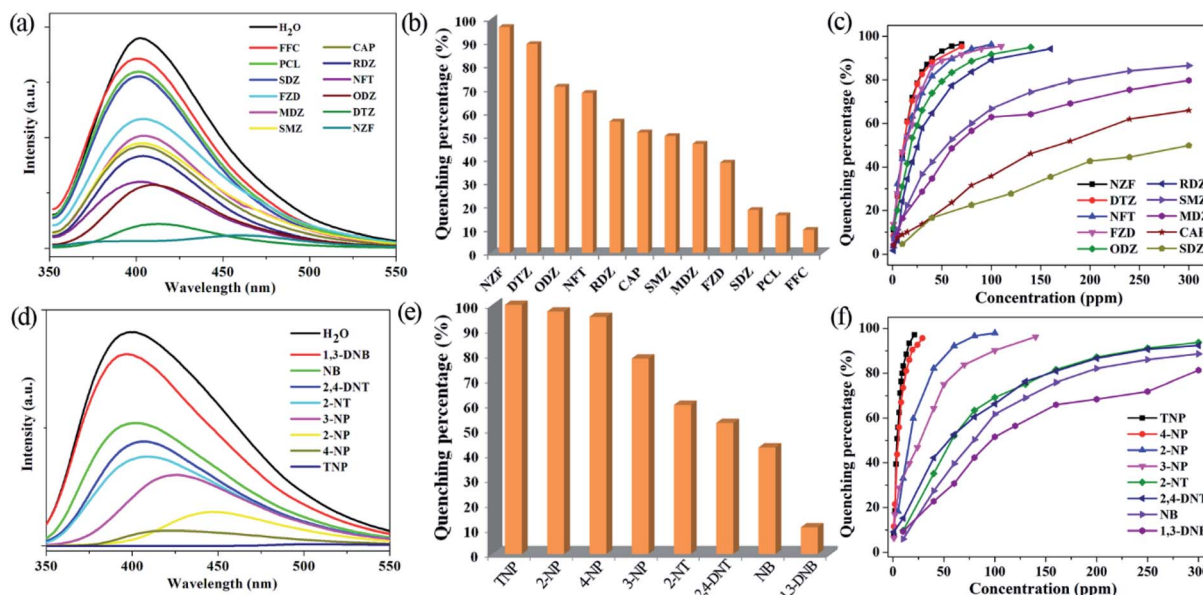 (a)
Intensity (a.u.)
H2O
FFC
PCL
SDZ
FZD
MDZ
SMZ
CAP
RDZ
NFT
ODZ
DTZ
NZF
350 400 450 500 550
Wavelength (nm)
(b)
Quenching percentage (%)
100
90
80
70
60
50
40
30
20
10
0
NZF DTZ ODZ NFT RDZ CAP SMZ MDZ FZD SDZ PCL FFC
(c)
Quenching percentage (%)
100
80
60
40
20
0
NZF
DTZ
NFT
FZD
ODZ
RDZ
SMZ
MDZ
CAP
SDZ
0 50 100 150 200 250 300
Concentration (ppm)
(d)
Intensity (a.u.)
H2O
1,3-DNB
NB
2,4-DNT
2-NT
3-NP
2-NP
4-NP
TNP
350 400 450 500 550
Wavelength (nm)
(e)
Quenching percentage (%)
100
90
80
70
60
50
40
30
20
10
0
TNP 2-NP 4-NP 3-NP 2-NT 2,4-DNT NB 1,3-DNB
(f)
Quenching percentage (%)
100
80
60
40
20
0
TNP
4-NP
2-NP
3-NP
2-NT
2,4-DNT
NB
1,3-DNB
0 50 100 150 200 250 300
Concentration (ppm)